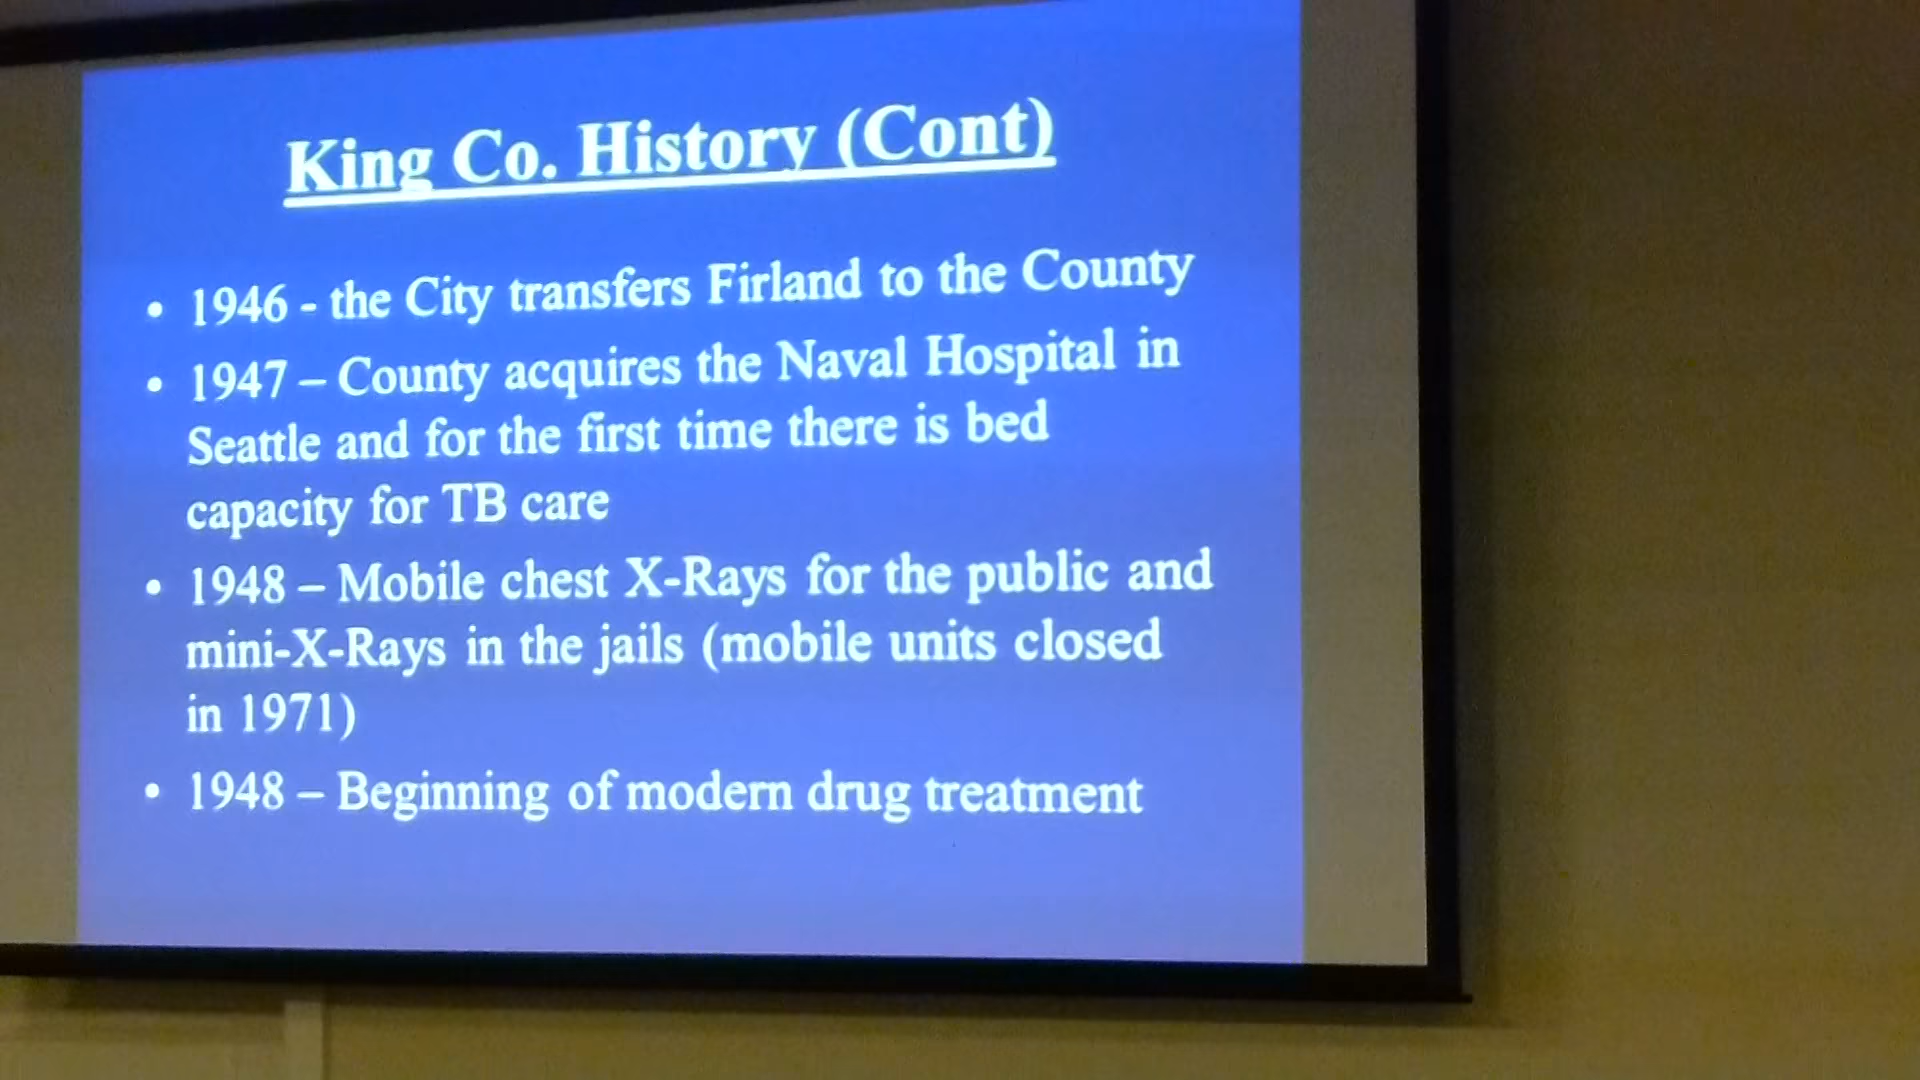 King Co. History (Cont)
• 1946 - the City transfers Firland to the County
• 1947 – County acquires the Naval Hospital in
Seattle and for the first time there is bed
capacity for TB care
• 1948 – Mobile chest X-Rays for the public and
mini-X-Rays in the jails (mobile units closed
in 1971)
• 1948 – Beginning of modern drug treatment